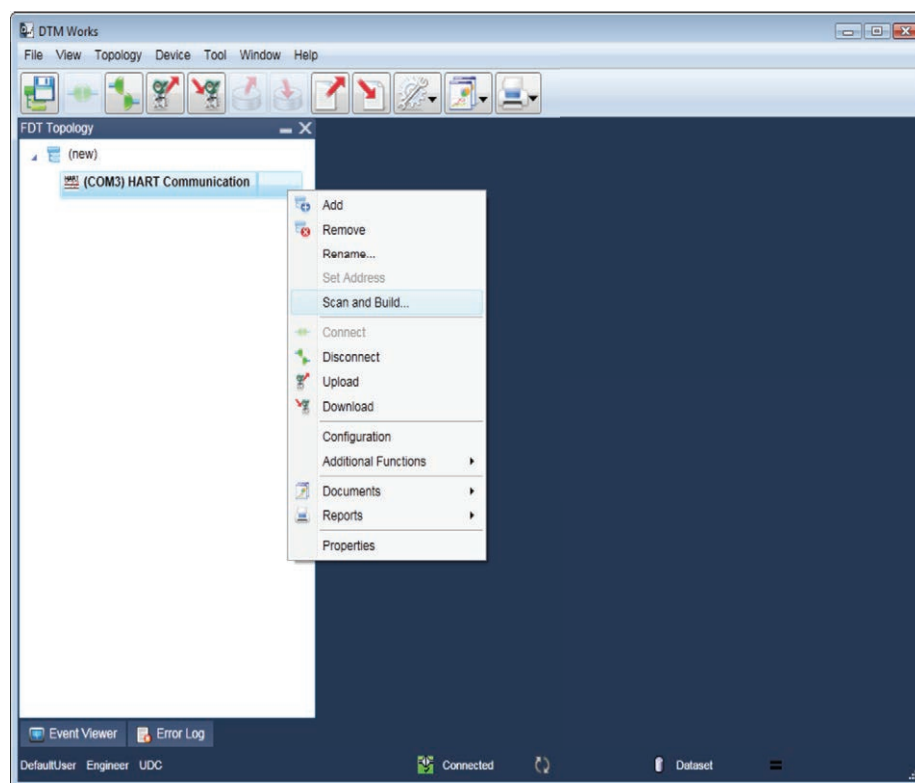 DTM Works
File View Topology Device Tool Window Help
FDT Topology
(new)
(COM3) HART Communication
Add
Remove
Rename...
Set Address
Scan and Build...
Connect
Disconnect
Upload
Download
Configuration
Additional Functions
Documents
Reports
Properties
Event Viewer Error Log
DefaultUser Engineer UDC Connected Dataset